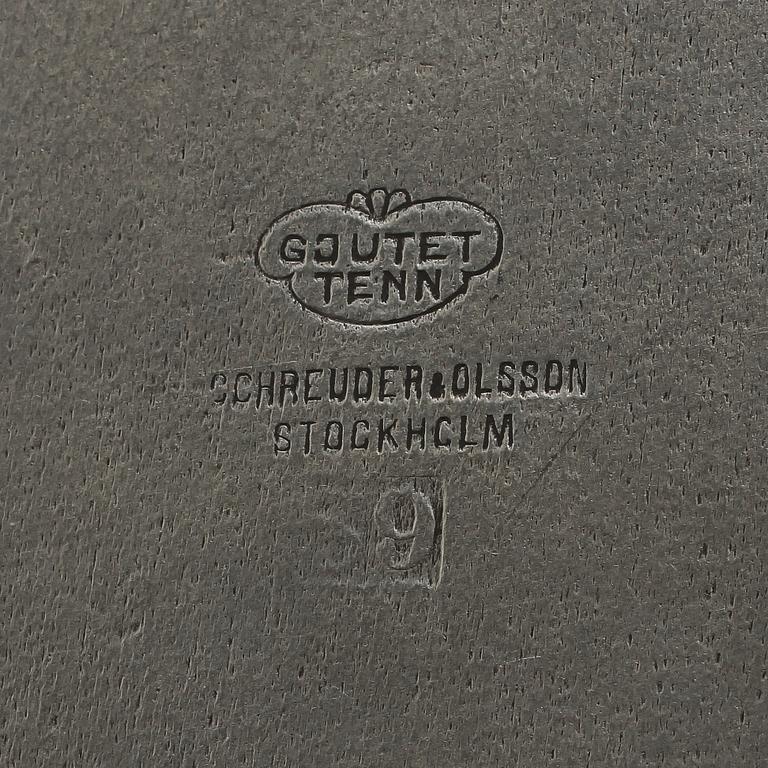 GJUTET
TENN
SCHREUDER & OLSSON
STOCKHOLM
9